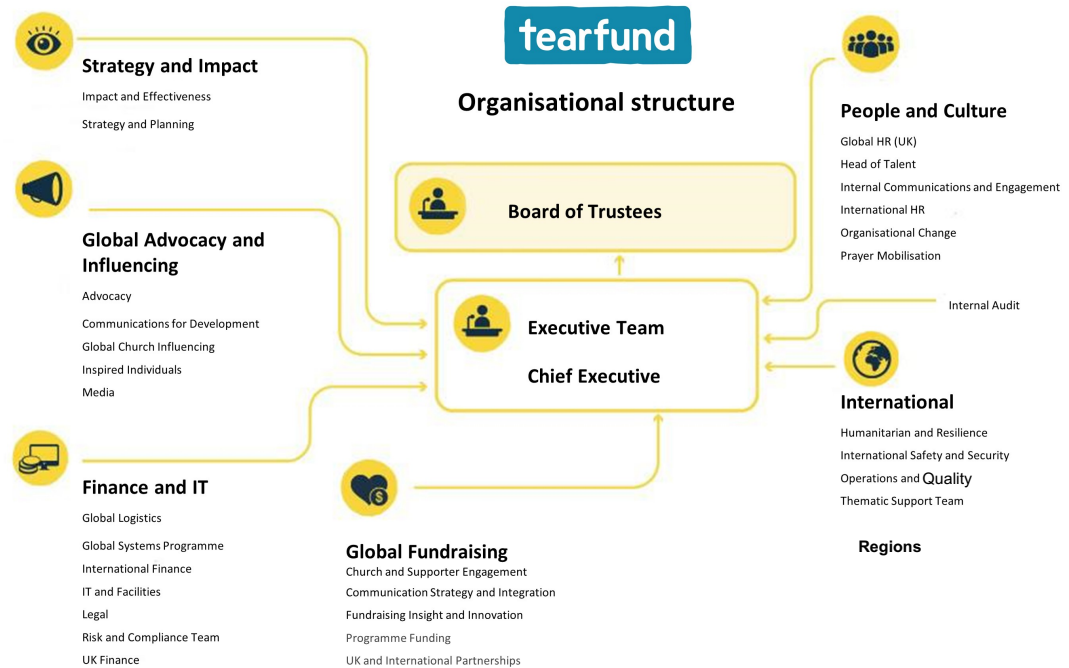 tearfund
Organisational structure
Strategy and Impact
Impact and Effectiveness
Strategy and Planning
Global Advocacy and
Influencing
Advocacy
Communications for Development
Global Church Influencing
Inspired Individuals
Media
Finance and IT
Global Logistics
Global Systems Programme
International Finance
IT and Facilities
Legal
Risk and Compliance Team
UK Finance
Board of Trustees
Executive Team
Chief Executive
$
Global Fundraising
Church and Supporter Engagement
Communication Strategy and Integration
Fundraising Insight and Innovation
Programme Funding
UK and International Partnerships
People and Culture
Global HR (UK)
Head of Talent
Internal Communications and Engagement
International HR
Organisational Change
Prayer Mobilisation
Internal Audit
International
Humanitarian and Resilience
International Safety and Security
Operations and Quality
Thematic Support Team
Regions